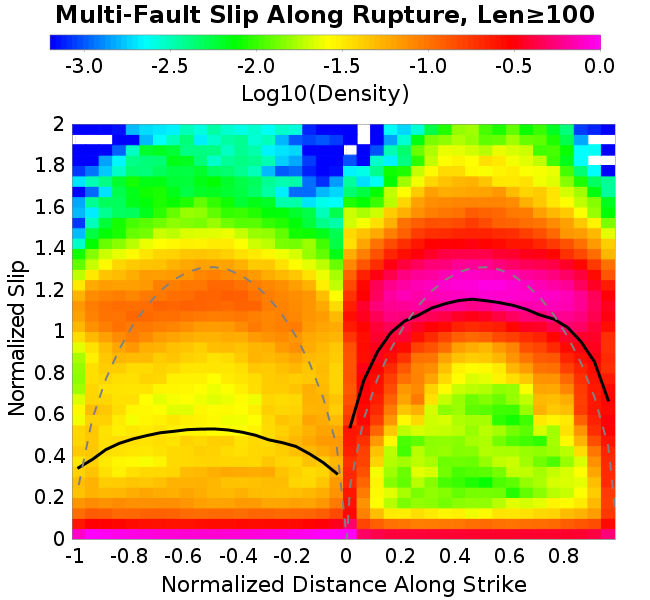 Multi-Fault Slip Along Rupture, Len≥100
-3.0 -2.5 -2.0 -1.5 -1.0 -0.5 0.0
Log10(Density)
Normalized Slip
2
1.8
1.6
1.4
1.2
1
0.8
0.6
0.4
0.2
0
-1 -0.8 -0.6 -0.4 -0.2 0 0.2 0.4 0.6 0.8
Normalized Distance Along Strike